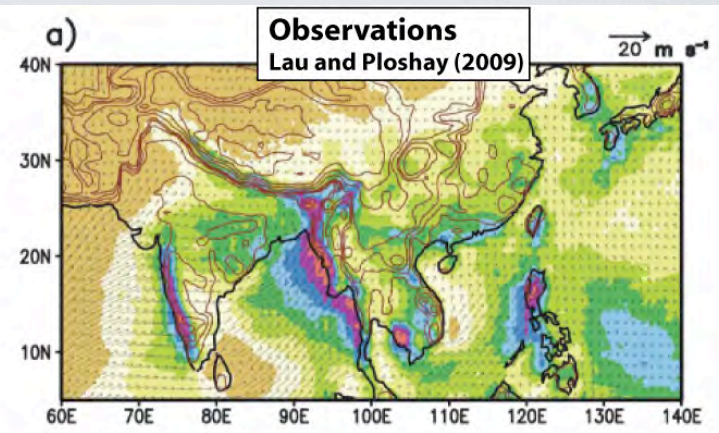 a)
Observations
Lau and Ploshay (2009)
20 m s⁻¹
40N
30N
20N
10N
60E 70E 80E 90E 100E 110E 120E 130E 140E